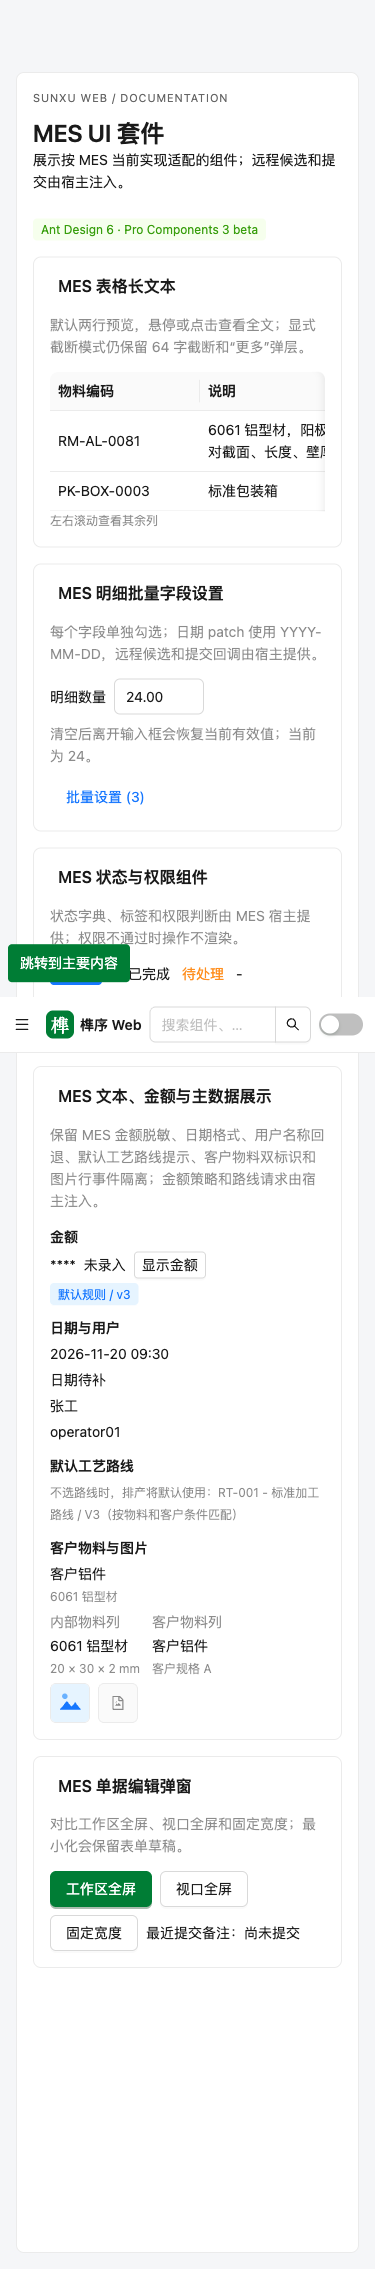 SUNXU WEB / DOCUMENTATION
MES UI 套件
展示按 MES 当前实现适配的组件；远程候选和提
交由宿主注入。
Ant Design 6 · Pro Components 3 beta
MES 表格长文本
默认两行预览，悬停或点击查看全文；显式
截断模式仍保留 64 字截断和“更多”弹层。
物料编码 说明
RM-AL-0081
6061 铝型材，阳极
对截面、长度、壁厚
PK-BOX-0003 标准包装箱
左右滚动查看其余列
MES 明细批量字段设置
每个字段单独勾选；日期 patch 使用 YYYY-
MM-DD，远程候选和提交回调由宿主提供。
明细数量 24.00
清空后离开输入框会恢复当前有效值；当前
为 24。
批量设置 (3)
MES 状态与权限组件
状态字典、标签和权限判断由 MES 宿主提
供；权限不通过时操作不渲染。
跳转到主要内容
已完成 待处理 -
榫 榫序 Web 搜索组件、...
MES 文本、金额与主数据展示
保留 MES 金额脱敏、日期格式、用户名称回
退、默认工艺路线提示、客户物料双标识和
图片行事件隔离；金额策略和路线请求由宿
主注入。
金额
**** 未录入 显示金额
默认规则 / v3
日期与用户
2026-11-20 09:30
日期待补
张工
operator01
默认工艺路线
不选路线时，排产将默认使用：RT-001 - 标准加工
路线 / V3（按物料和客户条件匹配）
客户物料与图片
客户铝件
6061 铝型材
内部物料列 客户物料列
6061 铝型材 客户铝件
20 × 30 × 2 mm 客户规格 A
MES 单据编辑弹窗
对比工作区全屏、视口全屏和固定宽度；最
小化会保留表单草稿。
工作区全屏 视口全屏
固定宽度 最近提交备注：尚未提交